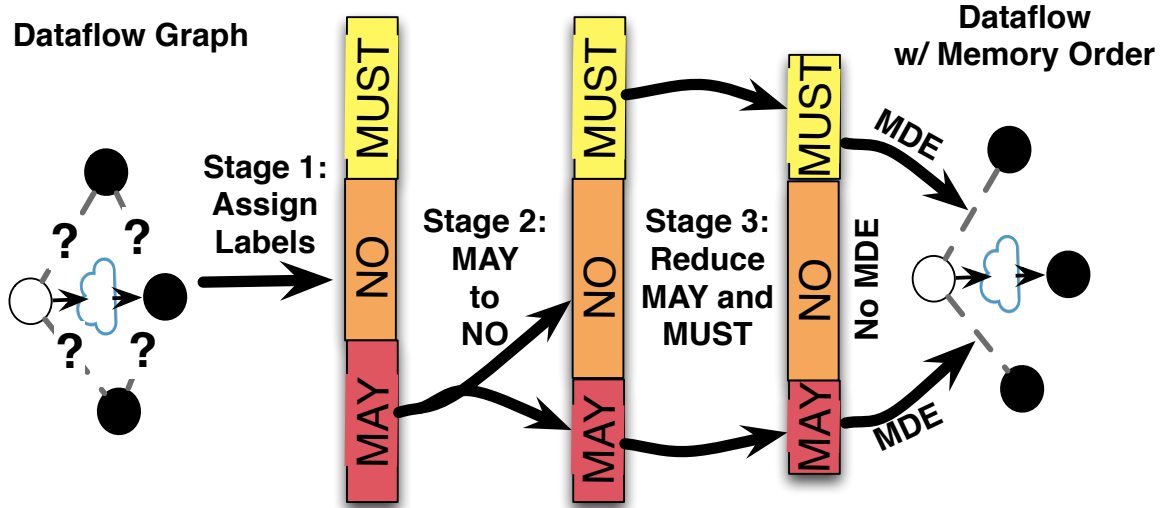 Dataflow Graph
?
?
?
?
Stage 1:
Assign
Labels
MUST
NO
MAY
Stage 2:
MAY
to
NO
MUST
NO
MAY
Stage 3:
Reduce
MAY and
MUST
MUST
NO
MAY
MDE
No MDE
MDE
Dataflow
w/ Memory Order